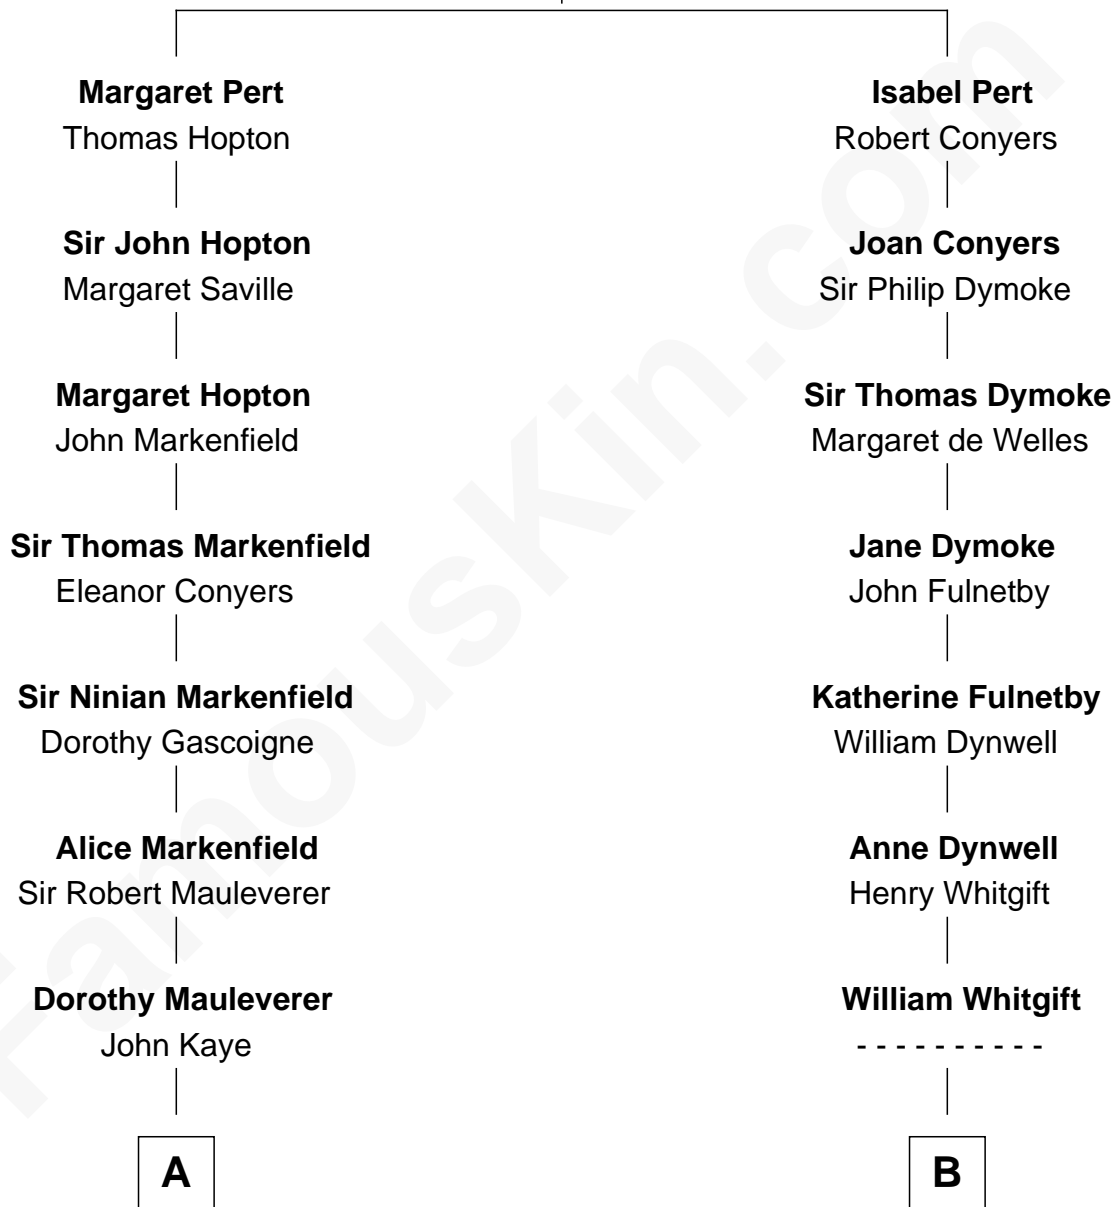 Margaret Pert
Thomas Hopton
Sir John Hopton
Margaret Saville
Margaret Hopton
John Markenfield
Sir Thomas Markenfield
Eleanor Conyers
Sir Ninian Markenfield
Dorothy Gascoigne
Alice Markenfield
Sir Robert Mauleverer
Dorothy Mauleverer
John Kaye
A
Isabel Pert
Robert Conyers
Joan Conyers
Sir Philip Dymoke
Sir Thomas Dymoke
Margaret de Welles
Jane Dymoke
John Fulnetby
Katherine Fulnetby
William Dynwell
Anne Dynwell
Henry Whitgift
William Whitgift
- - - - - - - - - -
B
FamousKin.com